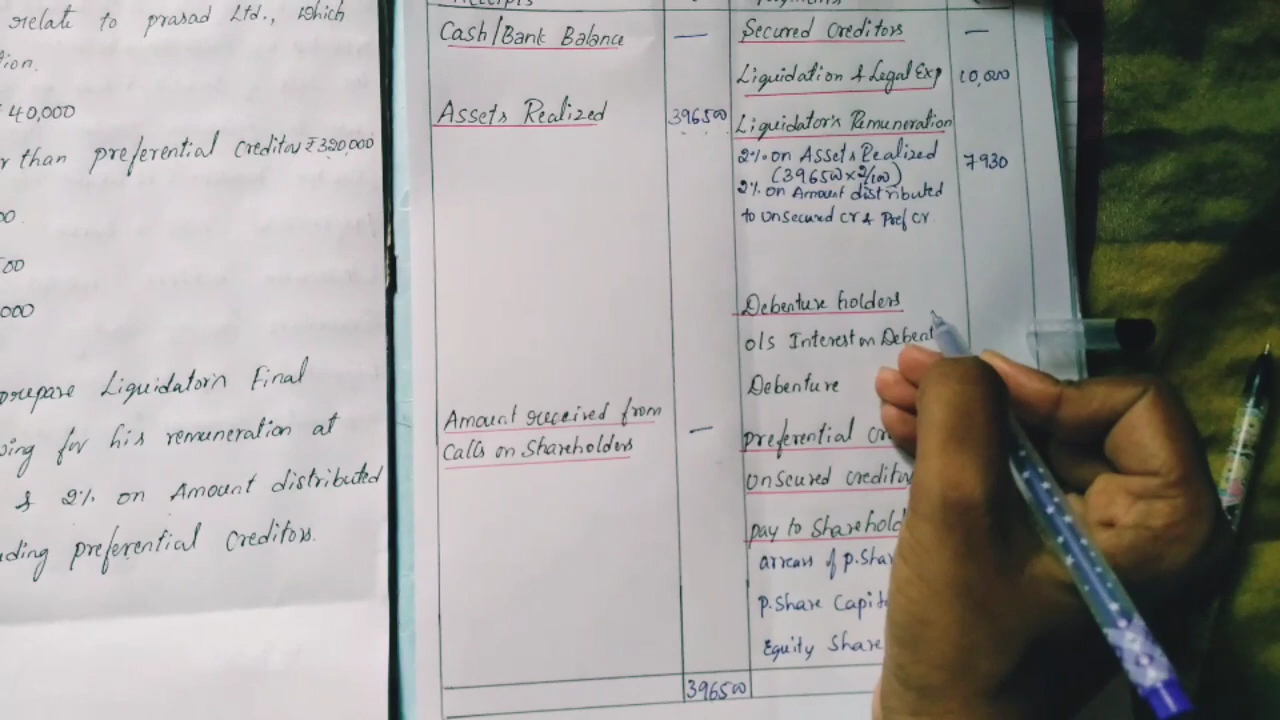 relate to prasad Ltd., which
tion.
40,000
r than preferential creditors ₹320,000
00.
00
000
prepare Liquidator's Final
ing for his remuneration at
& 2% on Amount distributed
ding preferential creditors.
Cash/Bank Balance —
Assets Realized 396500
Amount received from
Calls on Shareholders —
396500
Secured Creditors —
Liquidation & Legal Exp 10,000
Liquidator's Remuneration
2% on Assets Realized 7930
(396500×2/100)
2% on Amount distributed
to Unsecured Cr & Pref Cr.
Debenture holders
O/s Interest on Debent
Debenture
preferential Cr
Unsecured creditor
pay to Sharehold
arrears of p.Shar
P.Share Capit
Equity Share